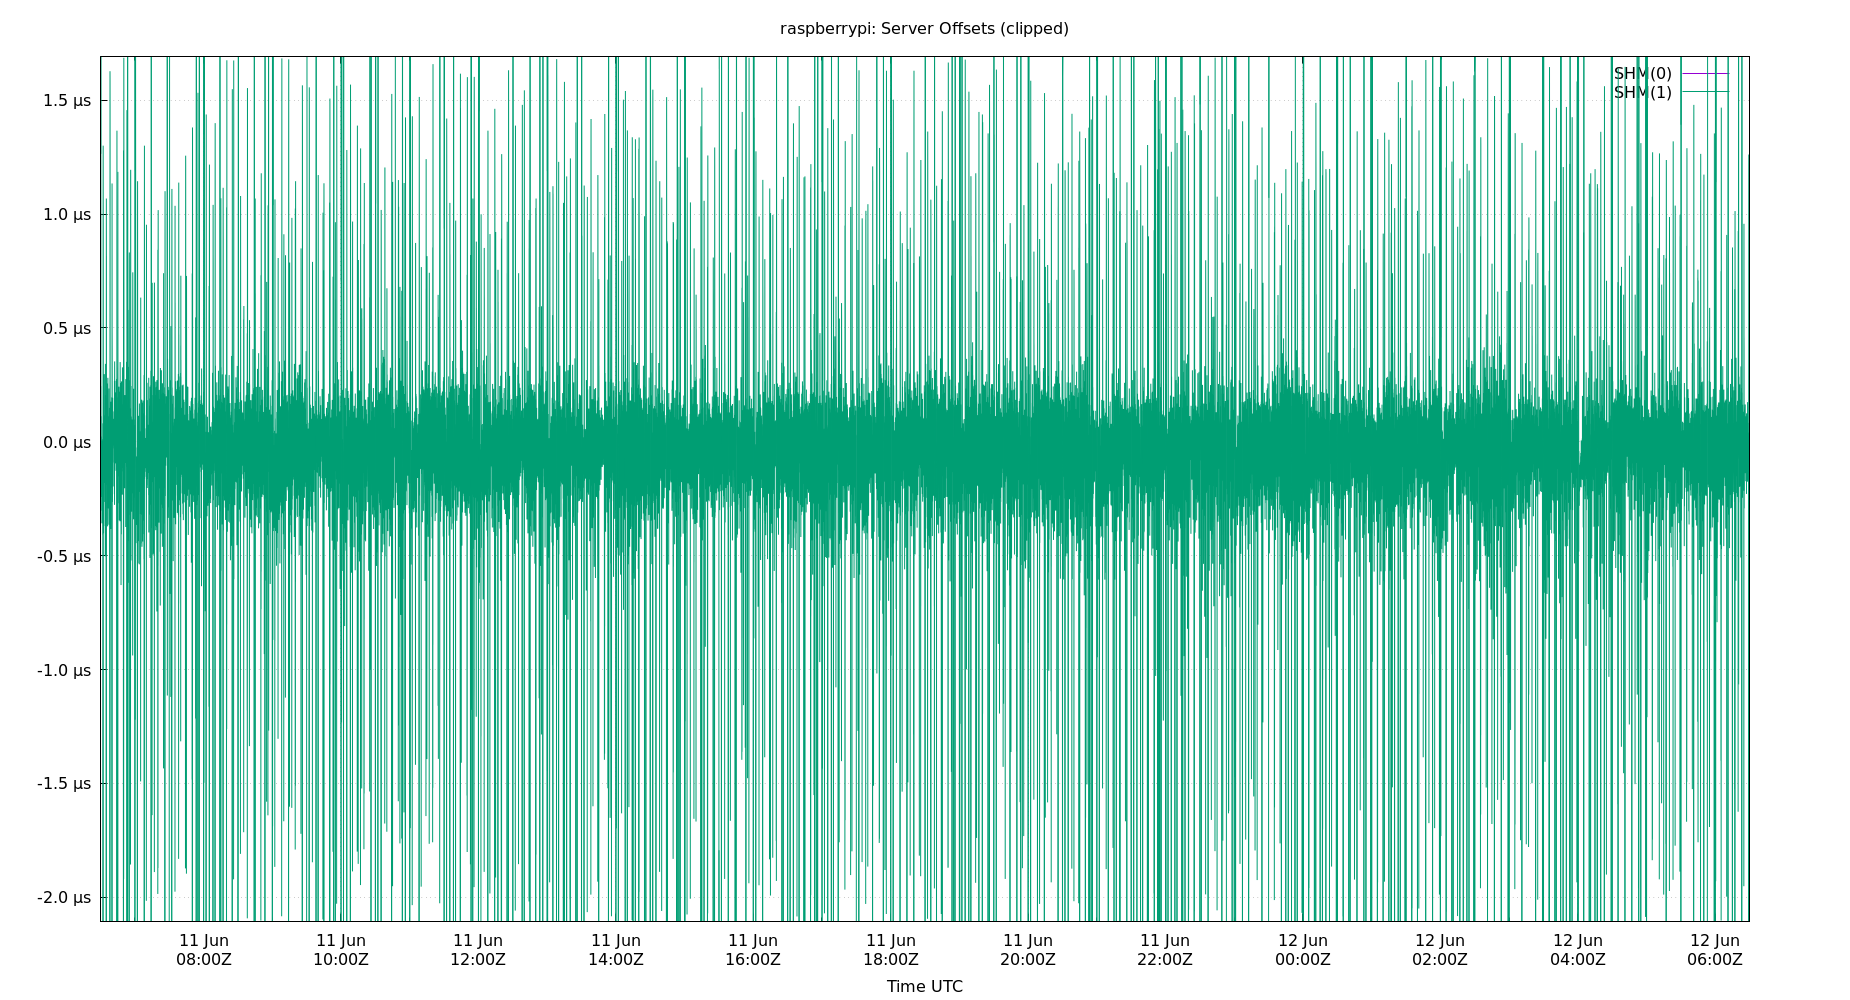 raspberrypi: Server Offsets (clipped)
SHM(0)
SHM(1)
1.5 µs
1.0 µs
0.5 µs
0.0 µs
-0.5 µs
-1.0 µs
-1.5 µs
-2.0 µs
11 Jun 11 Jun 11 Jun 11 Jun 11 Jun 11 Jun 11 Jun 11 Jun 12 Jun 12 Jun 12 Jun 12 Jun
08:00Z 10:00Z 12:00Z 14:00Z 16:00Z 18:00Z 20:00Z 22:00Z 00:00Z 02:00Z 04:00Z 06:00Z
Time UTC